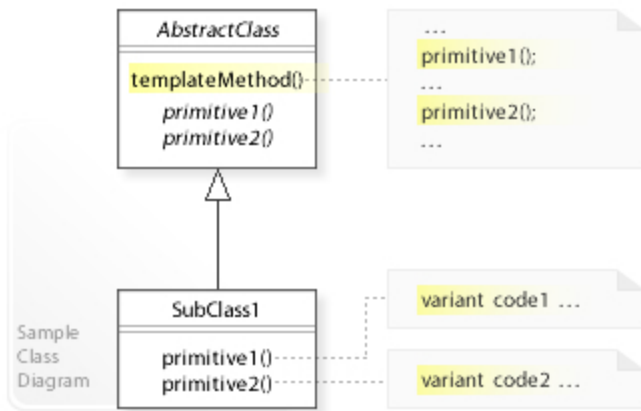 AbstractClass
templateMethod()
primitive1()
primitive2()
...
primitive1();
...
primitive2();
...
SubClass1
primitive1()
primitive2()
variant code1 ...
variant code2 ...
Sample
Class
Diagram